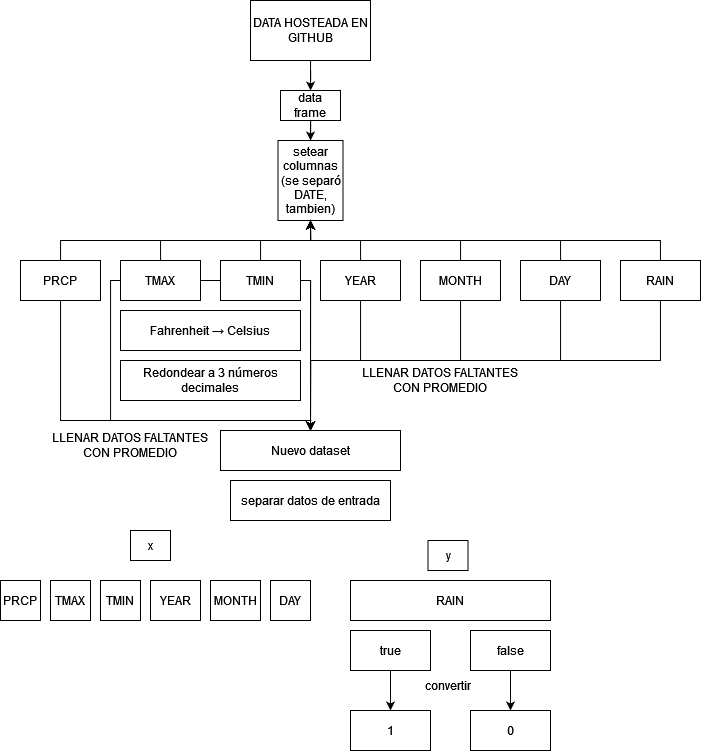 DATA HOSTEADA EN
GITHUB
data
frame
setear
columnas
(se separó
DATE,
tambien)
PRCP
TMAX
TMIN
YEAR
MONTH
DAY
RAIN
Fahrenheit → Celsius
Redondear a 3 números
decimales
LLENAR DATOS FALTANTES
CON PROMEDIO
LLENAR DATOS FALTANTES
CON PROMEDIO
Nuevo dataset
separar datos de entrada
x
y
PRCP
TMAX
TMIN
YEAR
MONTH
DAY
RAIN
true
false
convertir
1
0